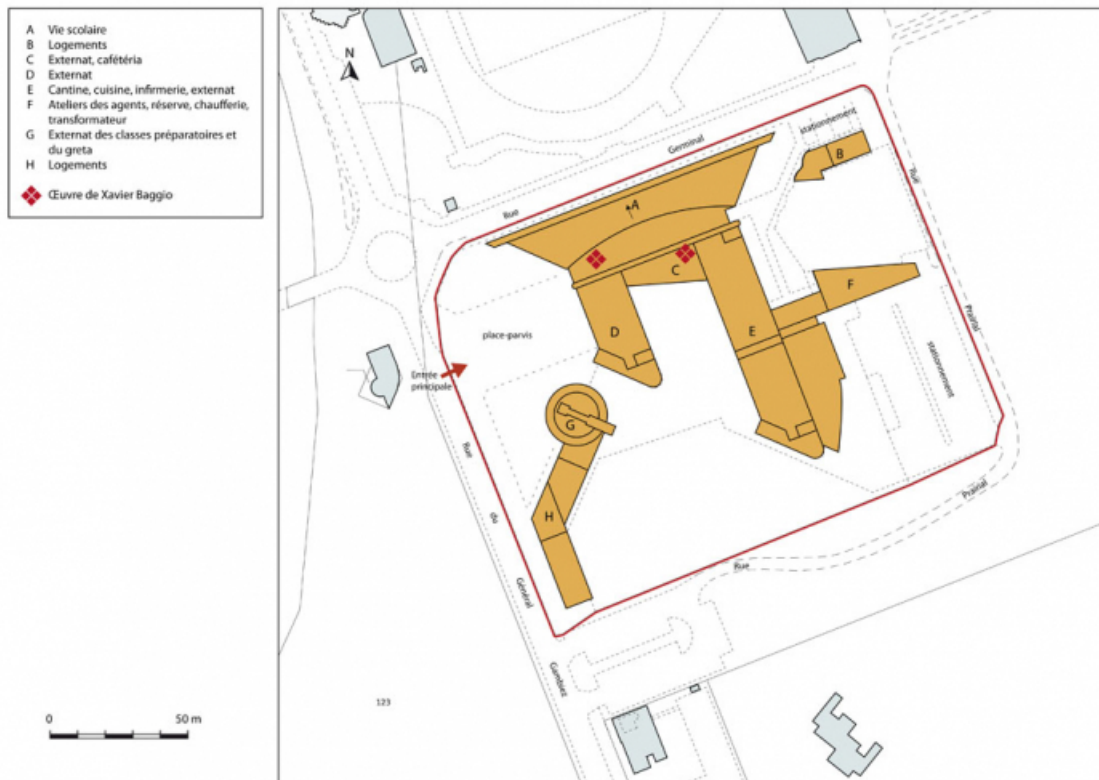 A Vie scolaire
B Logements
C Externat, cafétéria
D Externat
E Cantine, cuisine, infirmerie, externat
F Ateliers des agents, réserve, chaufferie,
transformateur
G Externat des classes préparatoires et
du greta
H Logements
Œuvre de Xavier Baggio
N
stationnement
Germinal
B
Rue
A
Rue
C
F
D
E
place-parvis
Prairial
stationnement
Entrée
principale
G
Rue
Prairial
du
H
Rue
Général
Gambiez
123
0 50 m